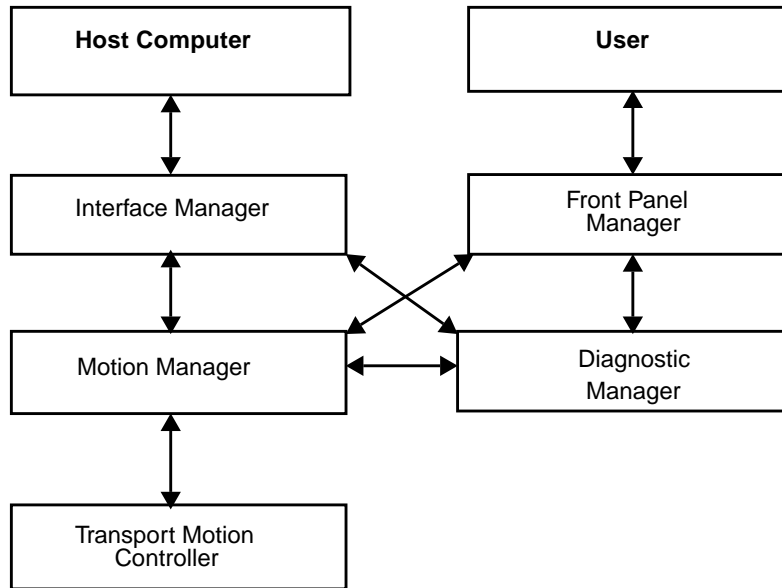 Host Computer
User
Interface Manager
Front Panel
Manager
Motion Manager
Diagnostic
Manager
Transport Motion
Controller